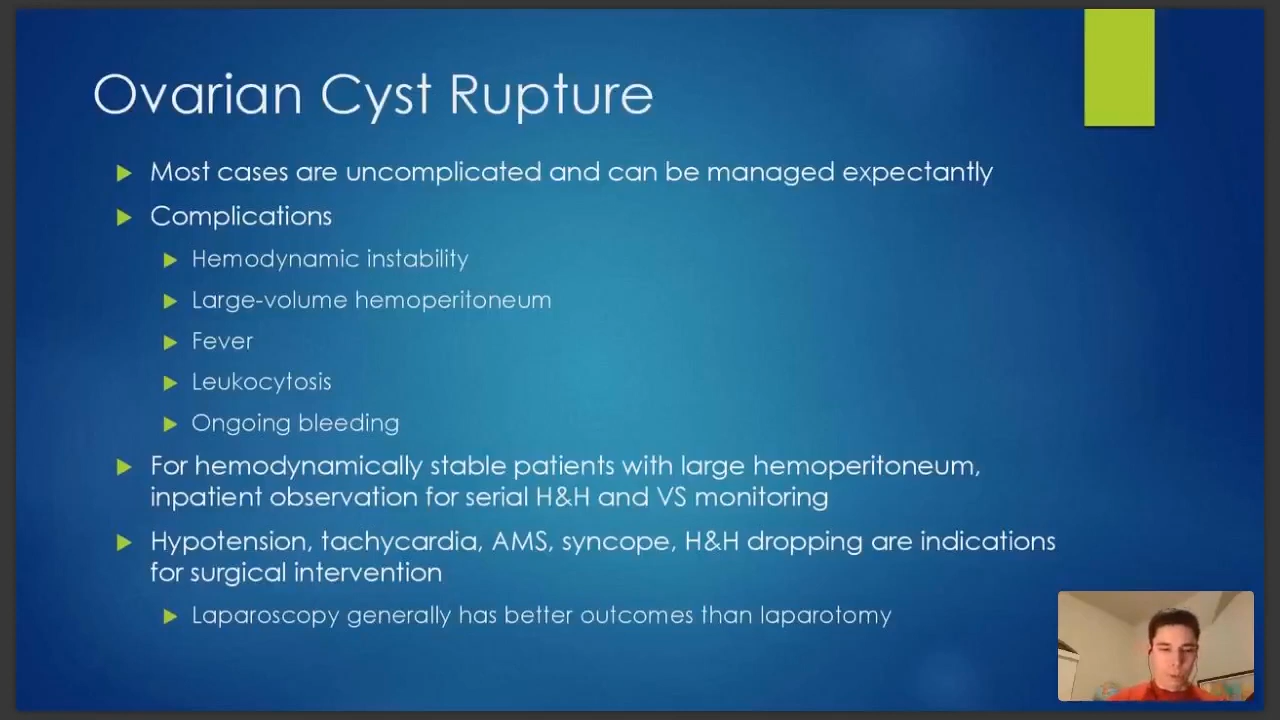 Ovarian Cyst Rupture
Most cases are uncomplicated and can be managed expectantly
Complications
Hemodynamic instability
Large-volume hemoperitoneum
Fever
Leukocytosis
Ongoing bleeding
For hemodynamically stable patients with large hemoperitoneum,
inpatient observation for serial H&H and VS monitoring
Hypotension, tachycardia, AMS, syncope, H&H dropping are indications
for surgical intervention
Laparoscopy generally has better outcomes than laparotomy